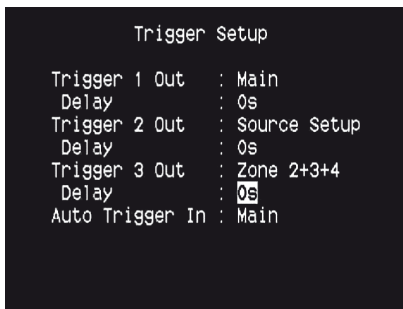 Trigger Setup
Trigger 1 Out : Main
Delay : 0s
Trigger 2 Out : Source Setup
Delay : 0s
Trigger 3 Out : Zone 2+3+4
Delay : 0s
Auto Trigger In : Main